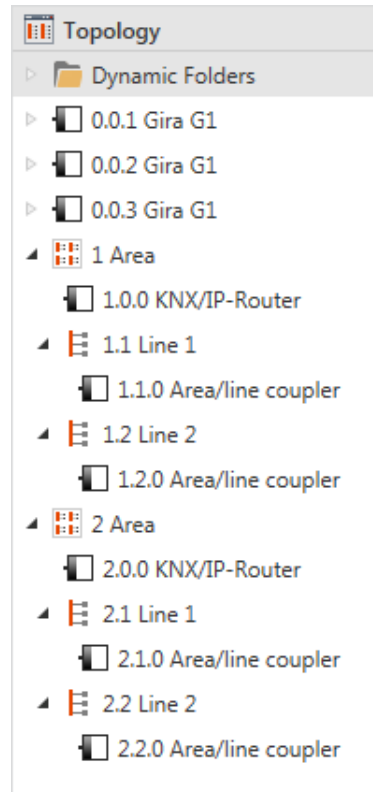 Topology
Dynamic Folders
0.0.1 Gira G1
0.0.2 Gira G1
0.0.3 Gira G1
1 Area
1.0.0 KNX/IP-Router
1.1 Line 1
1.1.0 Area/line coupler
1.2 Line 2
1.2.0 Area/line coupler
2 Area
2.0.0 KNX/IP-Router
2.1 Line 1
2.1.0 Area/line coupler
2.2 Line 2
2.2.0 Area/line coupler